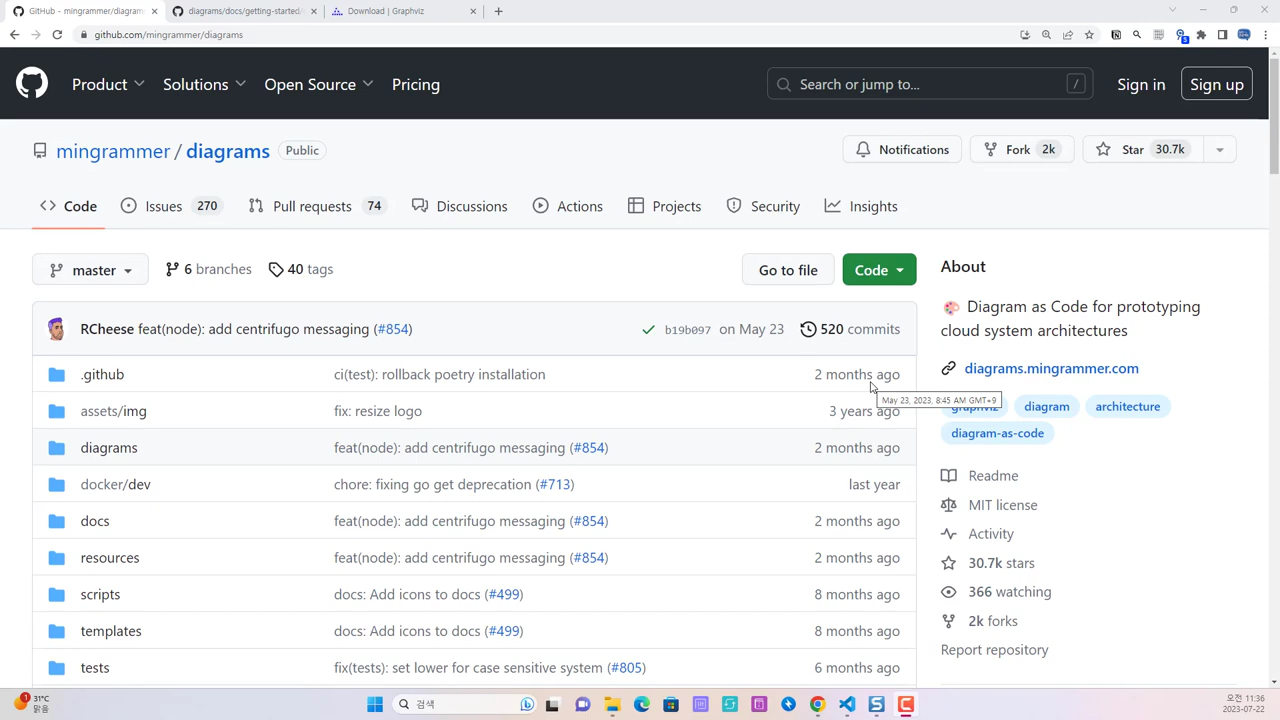 GitHub - mingrammer/diagram
diagrams/docs/getting-started/
Download | Graphviz
github.com/mingrammer/diagrams
Product
Solutions
Open Source
Pricing
Search or jump to...
/
Sign in
Sign up
mingrammer / diagrams
Public
Notifications
Fork 2k
Star 30.7k
Code
Issues 270
Pull requests 74
Discussions
Actions
Projects
Security
Insights
master
6 branches
40 tags
Go to file
Code
RCheese feat(node): add centrifugo messaging (#854)
b19b097 on May 23
520 commits
.github
ci(test): rollback poetry installation
2 months ago
assets/img
fix: resize logo
3 years ago
May 23, 2023, 8:45 AM GMT+9
diagrams
feat(node): add centrifugo messaging (#854)
2 months ago
docker/dev
chore: fixing go get deprecation (#713)
last year
docs
feat(node): add centrifugo messaging (#854)
2 months ago
resources
feat(node): add centrifugo messaging (#854)
2 months ago
scripts
docs: Add icons to docs (#499)
8 months ago
templates
docs: Add icons to docs (#499)
8 months ago
tests
fix(tests): set lower for case sensitive system (#805)
6 months ago
About
Diagram as Code for prototyping
cloud system architectures
diagrams.mingrammer.com
graphviz
diagram
architecture
diagram-as-code
Readme
MIT license
Activity
30.7k stars
366 watching
2k forks
Report repository
31°C
맑음
검색
오전 11:36
2023-07-22